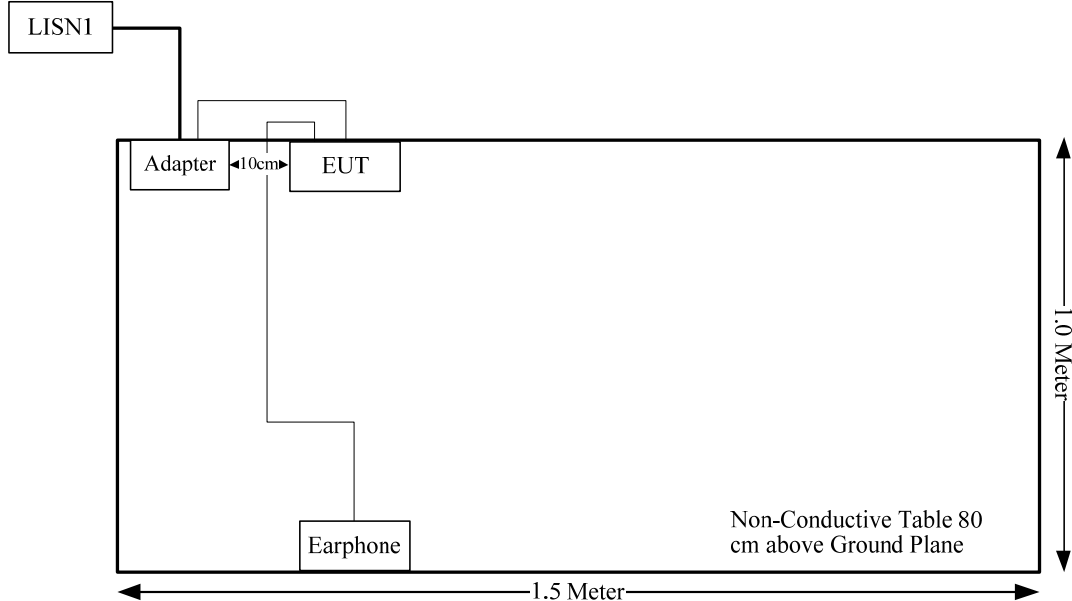 LISN1
Adapter
10cm
EUT
1.0 Meter
Earphone
Non-Conductive Table 80
cm above Ground Plane
1.5 Meter